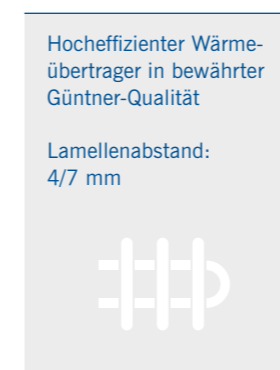 Hocheffizienter Wärme-
übertrager in bewährter
Güntner-Qualität
Lamellenabstand:
4/7 mm